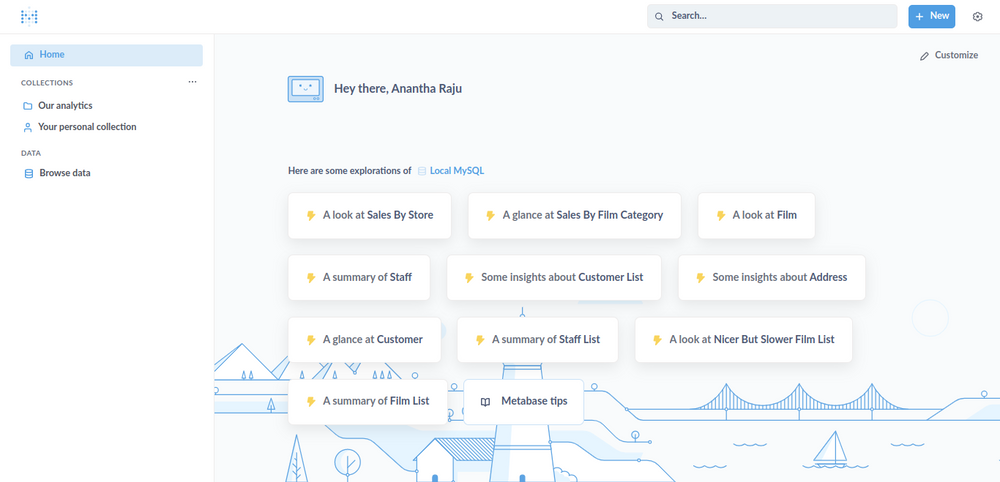 Search...
+ New
Home
Customize
COLLECTIONS ...
Hey there, Anantha Raju
Our analytics
Your personal collection
DATA
Browse data
Here are some explorations of Local MySQL
A look at Sales By Store
A glance at Sales By Film Category
A look at Film
A summary of Staff
Some insights about Customer List
Some insights about Address
A glance at Customer
A summary of Staff List
A look at Nicer But Slower Film List
A summary of Film List
Metabase tips